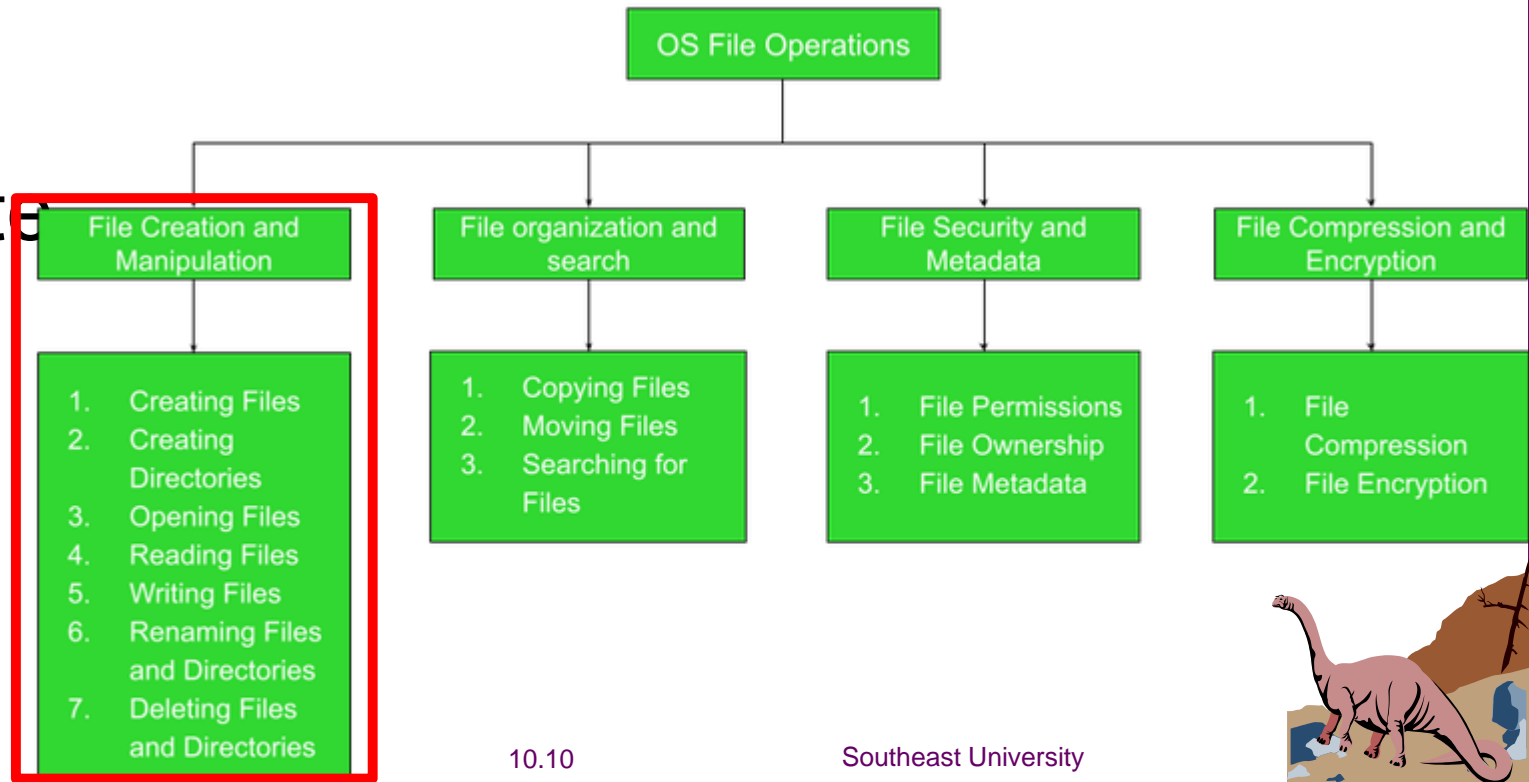 OS File Operations
te
File Creation and
Manipulation
File organization and
search
File Security and
Metadata
File Compression and
Encryption
1. Creating Files
2. Creating
Directories
3. Opening Files
4. Reading Files
5. Writing Files
6. Renaming Files
and Directories
7. Deleting Files
and Directories
1. Copying Files
2. Moving Files
3. Searching for
Files
1. File Permissions
2. File Ownership
3. File Metadata
1. File
Compression
2. File Encryption
10.10
Southeast University